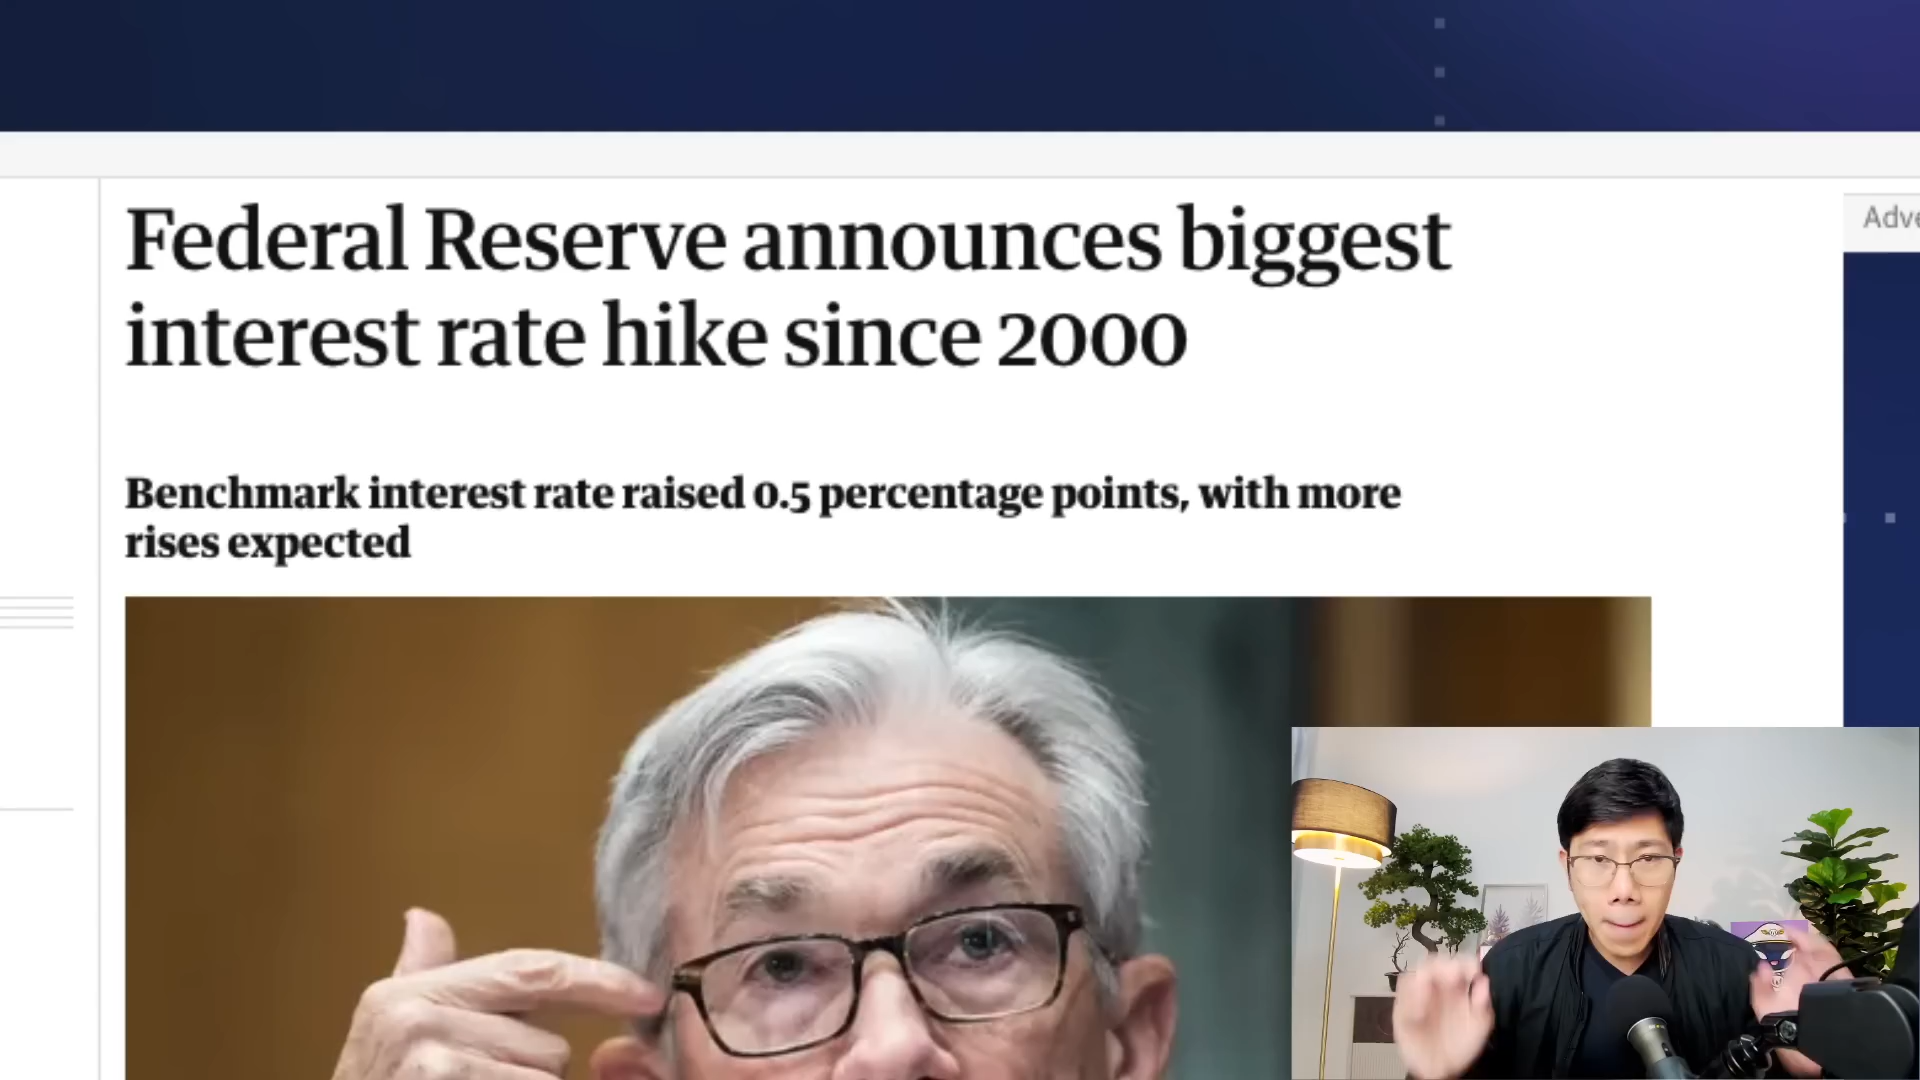 Federal Reserve announces biggest
interest rate hike since 2000
Adve
Benchmark interest rate raised 0.5 percentage points, with more
rises expected